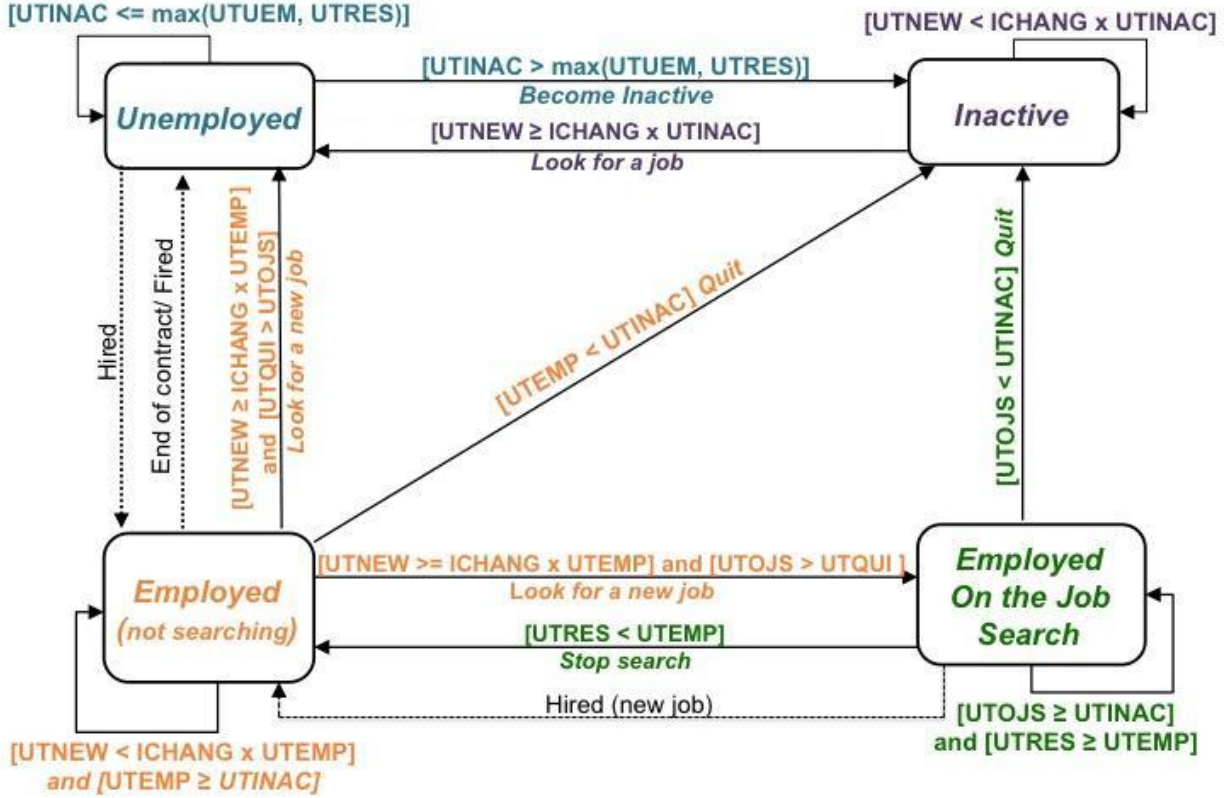 [UTINAC <= max(UTUEM, UTRES)]
[UTNEW < ICHANG x UTINAC]
[UTINAC > max(UTUEM, UTRES)]
Become Inactive
Unemployed
Inactive
[UTNEW ≥ ICHANG x UTINAC]
Look for a job
Hired
End of contract/ Fired
[UTNEW ≥ ICHANG x UTEMP]
and [UTQUI > UTOJS]
Look for a new job
[UTEMP < UTINAC] Quit
[UTOJS < UTINAC] Quit
Employed
(not searching)
[UTNEW >= ICHANG x UTEMP] and [UTOJS > UTQUI ]
Look for a new job
Employed
On the Job
Search
[UTRES < UTEMP]
Stop search
Hired (new job)
[UTOJS ≥ UTINAC]
and [UTRES ≥ UTEMP]
[UTNEW < ICHANG x UTEMP]
and [UTEMP ≥ UTINAC]